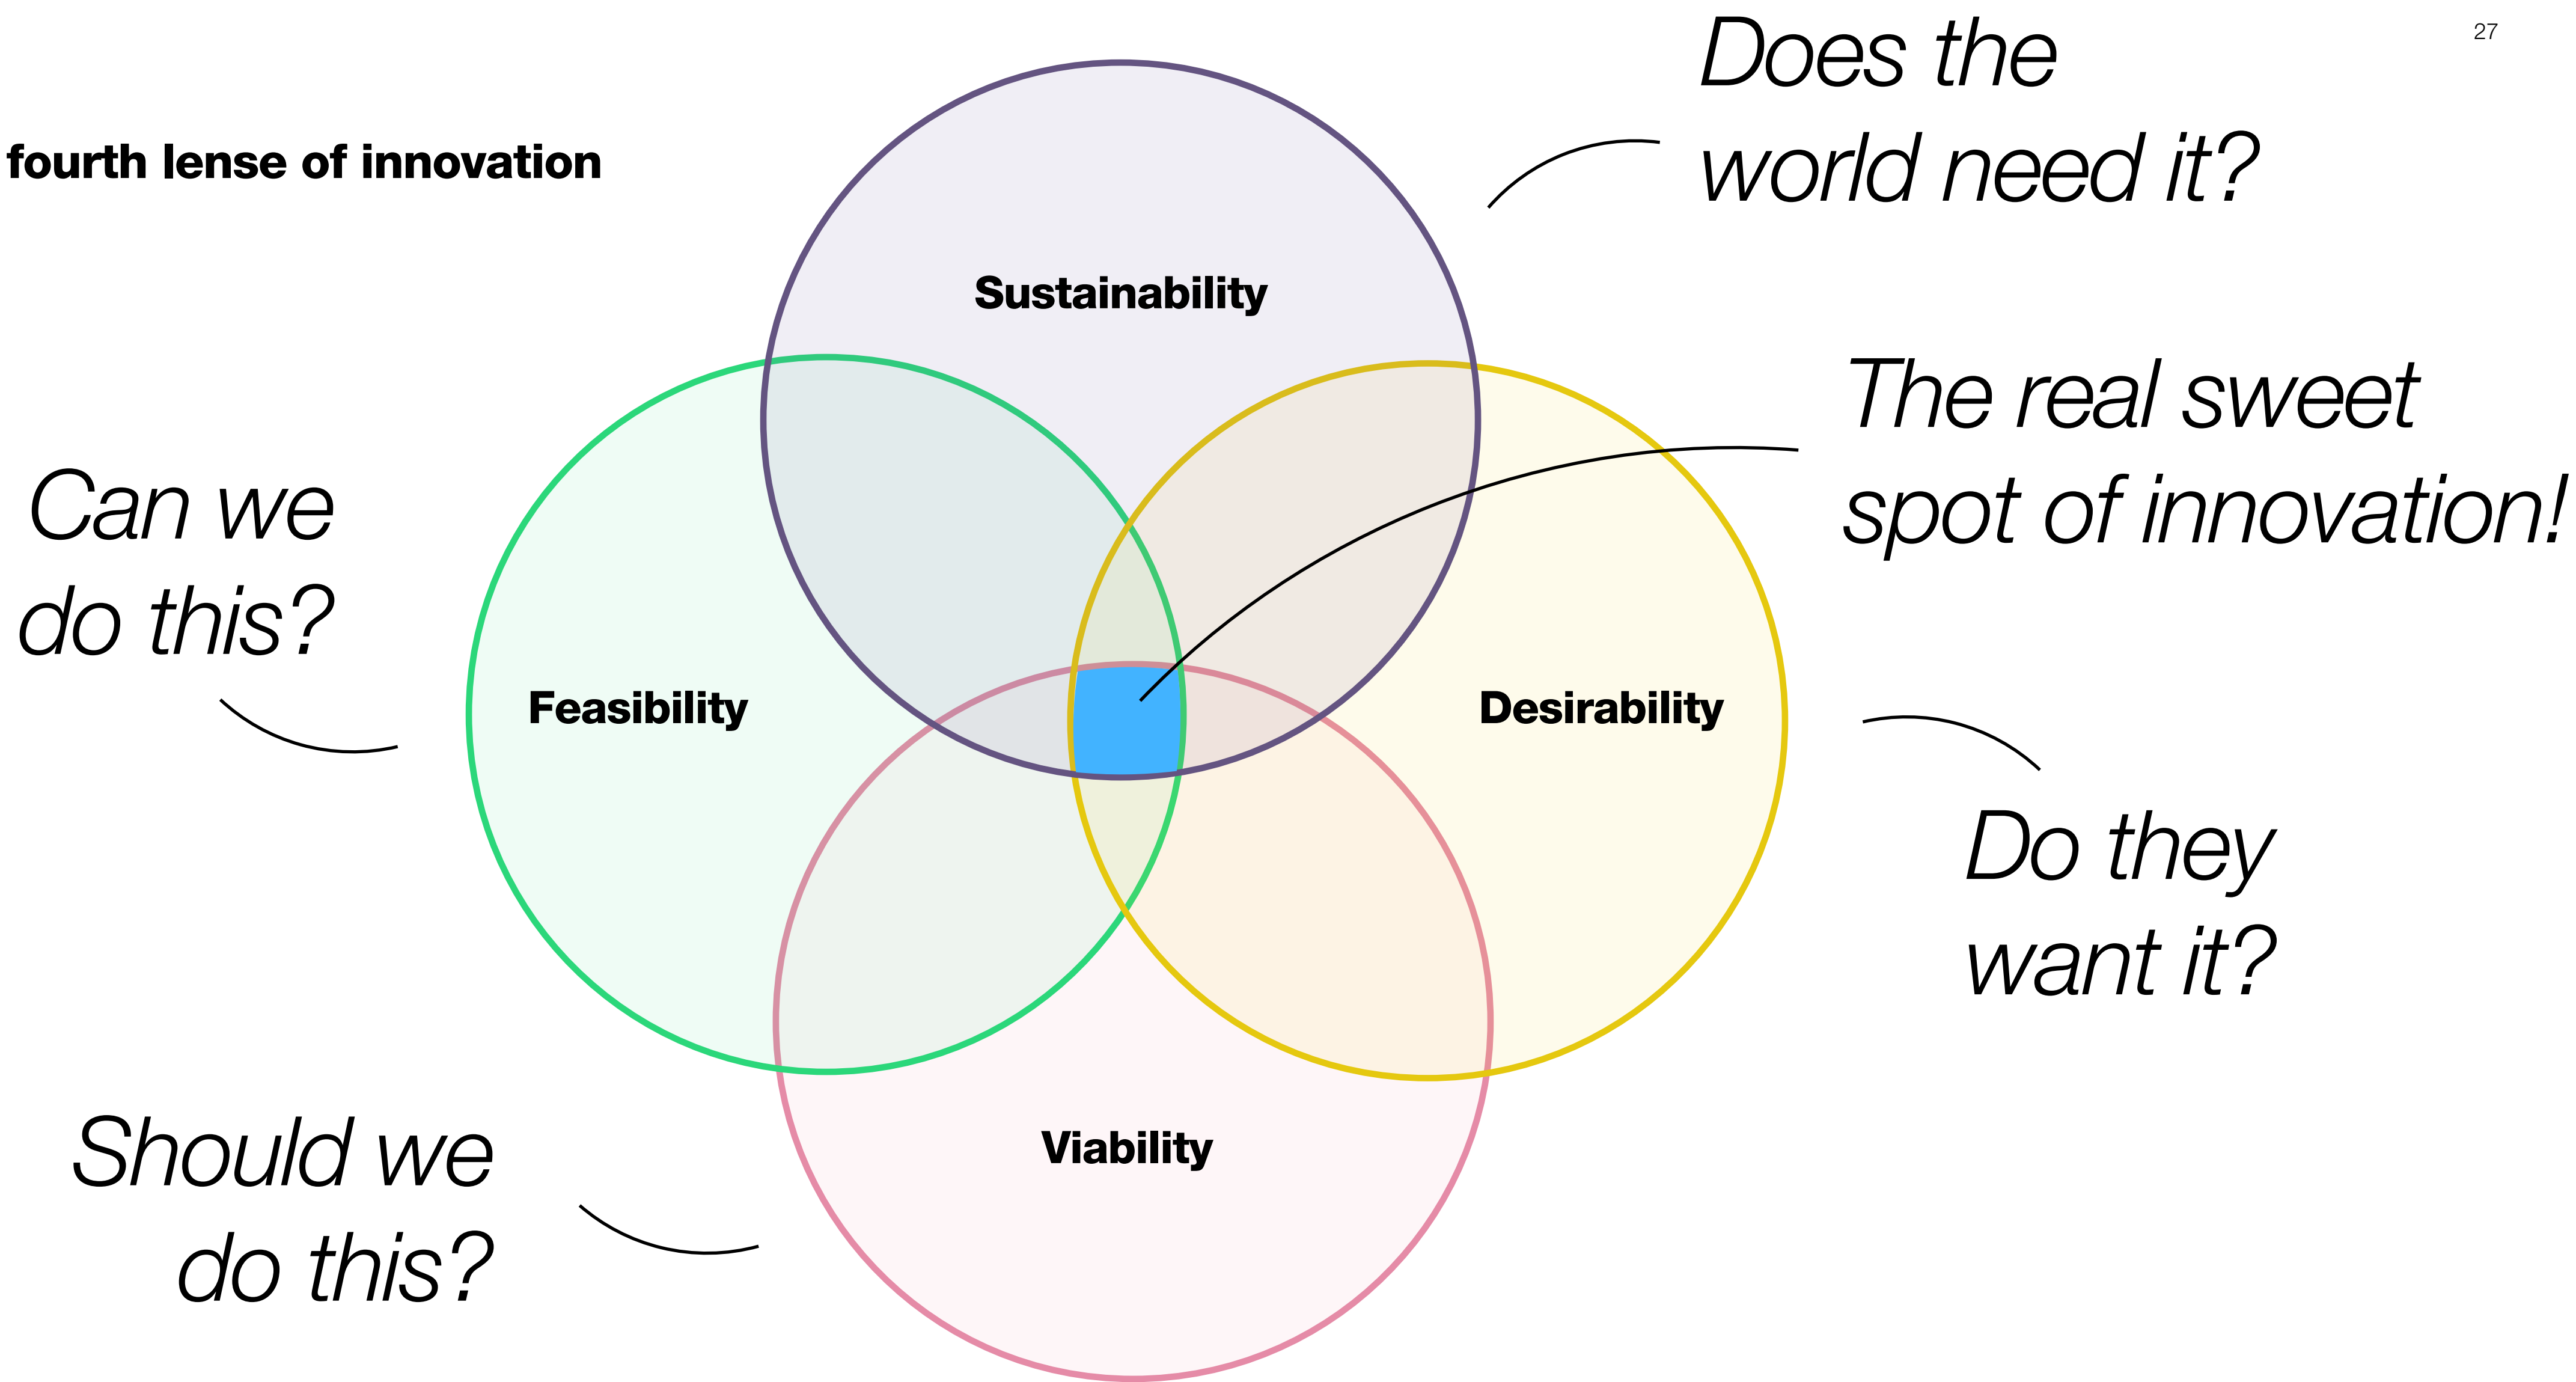 27
fourth lense of innovation
Does the
world need it?
Sustainability
The real sweet
spot of innovation!
Can we
do this?
Feasibility
Desirability
Do they
want it?
Should we
do this?
Viability